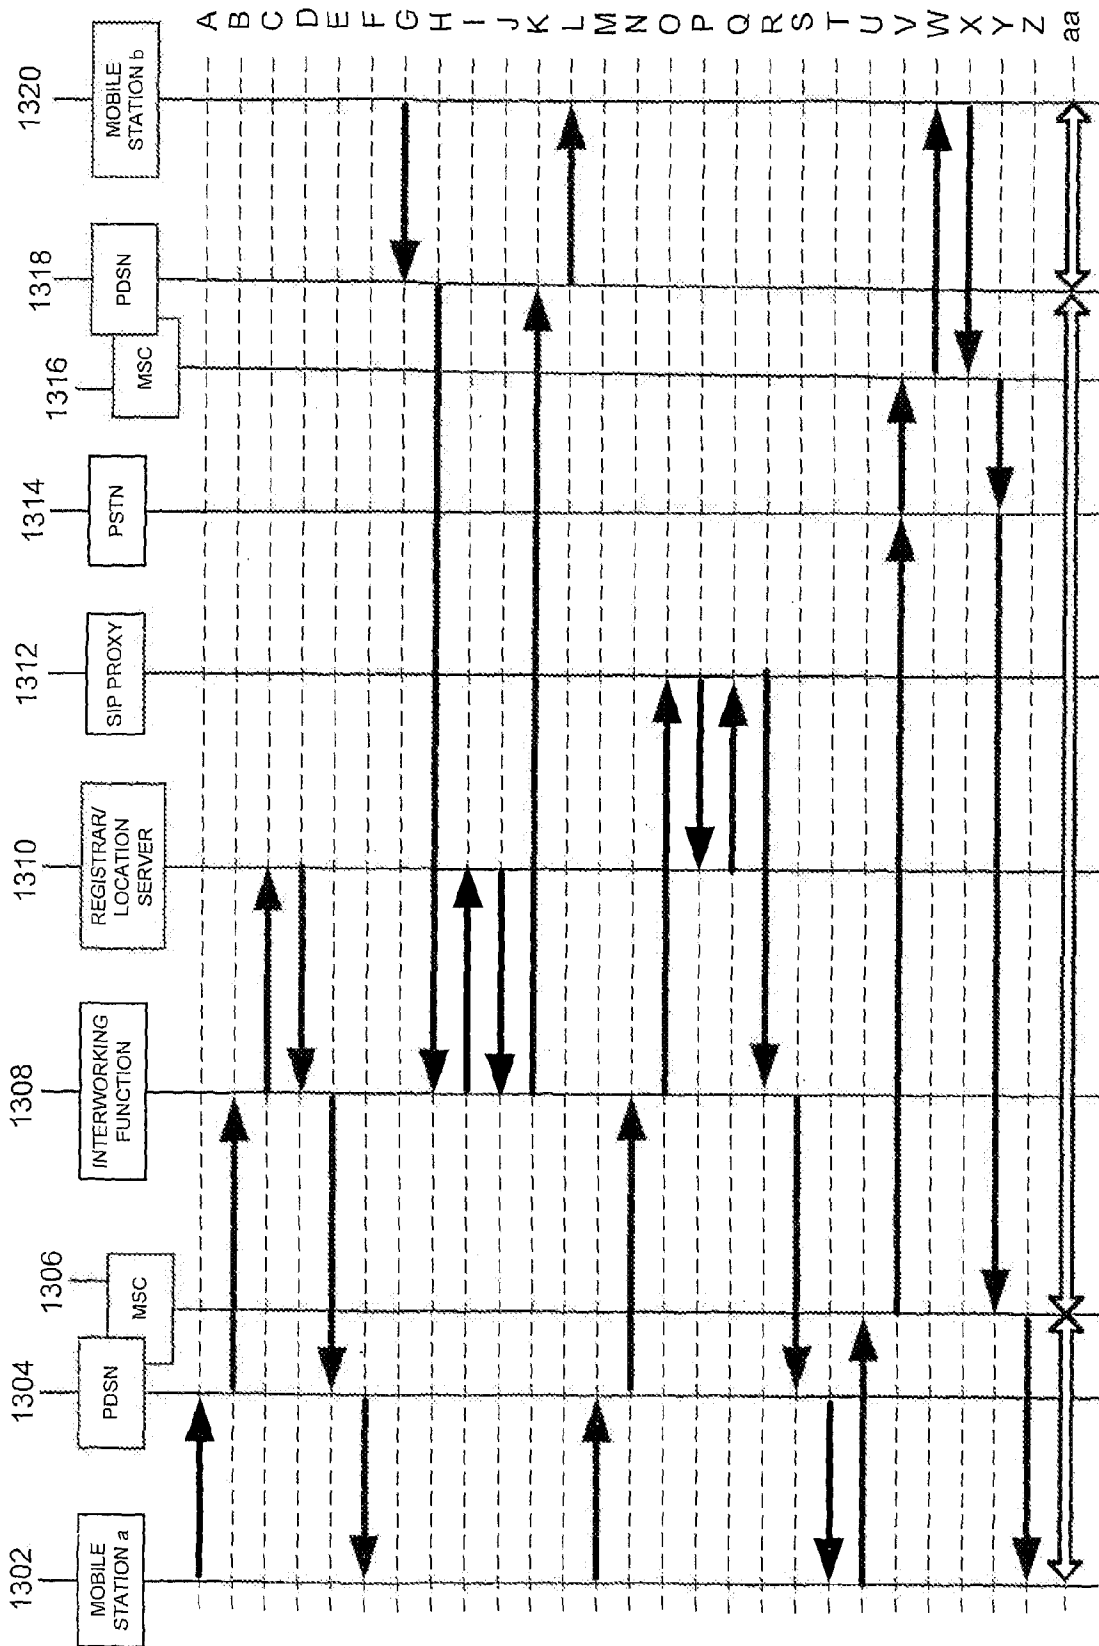 1302
1304
1306
1308
1310
1312
1314
1316
1318
1320
MOBILE
STATION a
PDSN
MSC
INTERWORKING
FUNCTION
REGISTRAR/
LOCATION
SERVER
SIP PROXY
PSTN
MSC
PDSN
MOBILE
STATION b
A
B
C
D
E
F
G
H
I
J
K
L
M
N
O
P
Q
R
S
T
U
V
W
X
Y
Z
aa